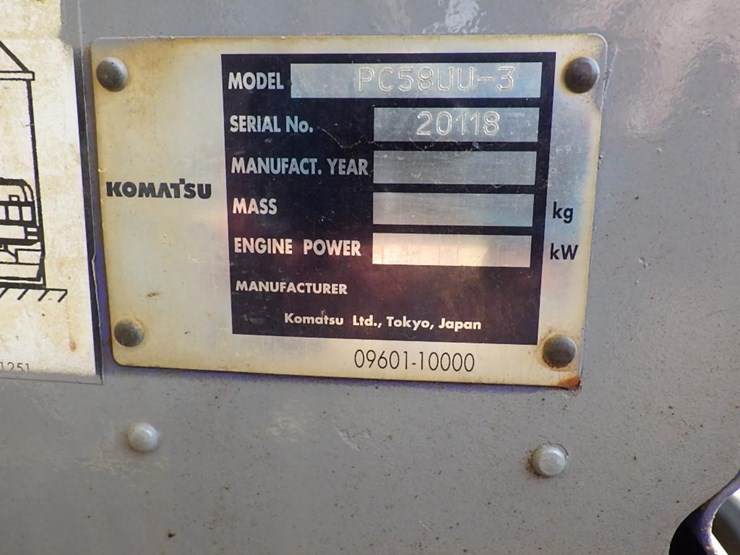 MODEL PC58UU-3
SERIAL No. 20118
MANUFACT. YEAR
KOMATSU
MASS kg
ENGINE POWER kW
MANUFACTURER
Komatsu Ltd., Tokyo, Japan
09601-10000
1251